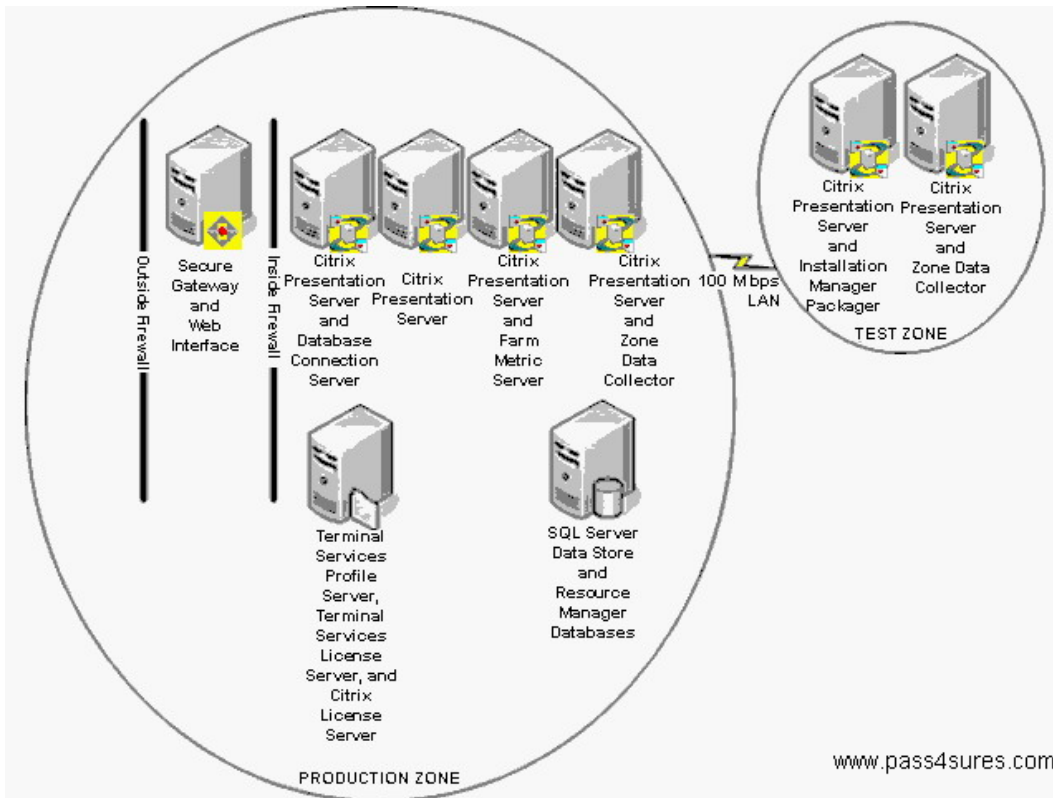 Outside Firewall
Secure
Gateway
and
Web
Interface
Inside Firewall
Citrix
Presentation
Server
and
Database
Connection
Server
Citrix
Presentation
Server
Citrix
Presentation
Server
and
Farm
Metric
Server
Citrix
Presentation
Server
and
Zone
Data
Collector
100 Mbps
LAN
Citrix
Presentation
Server
and
Installation
Manager
Packager
Citrix
Presentation
Server
and
Zone Data
Collector
TEST ZONE
Terminal
Services
Profile
Server,
Terminal
Services
License
Server, and
Citrix
License
Server
SQL Server
Data Store
and
Resource
Manager
Databases
PRODUCTION ZONE
www.pass4sures.com